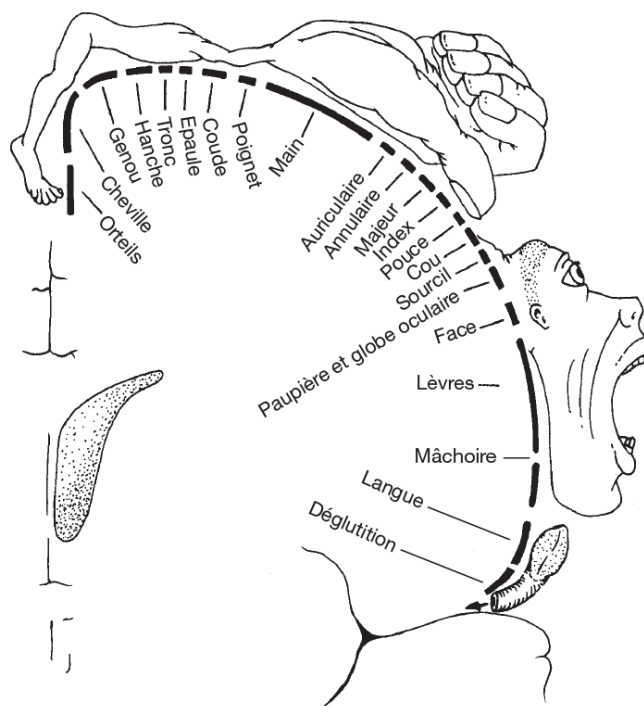 Orteils
Cheville
Genou
Hanche
Tronc
Epaule
Coude
Poignet
Main
Auriculaire
Annulaire
Majeur
Index
Pouce
Cou
Sourcil
Paupière et globe oculaire
Face
Lèvres
Mâchoire
Langue
Déglutition